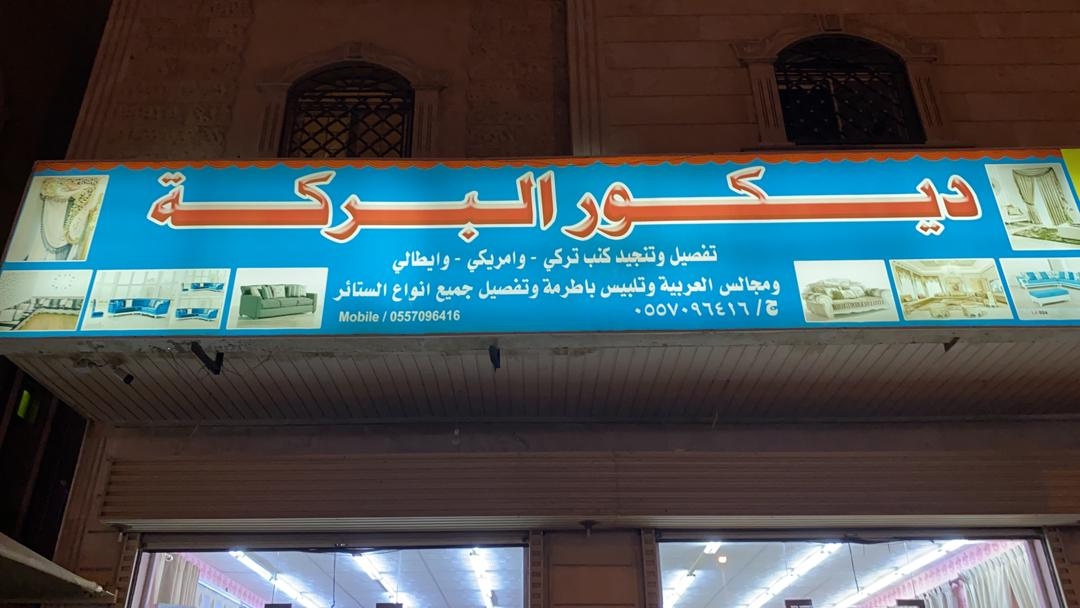 ديكور البركة
تفصيل وتنجيد كنب تركي - وامريكي - وايطالي
ومجالس العربية وتلبيس باطرمة وتفصيل جميع انواع الستائر
ج/ ٠٥٥٧٠٩٦٤١٦
Mobile / 0557096416